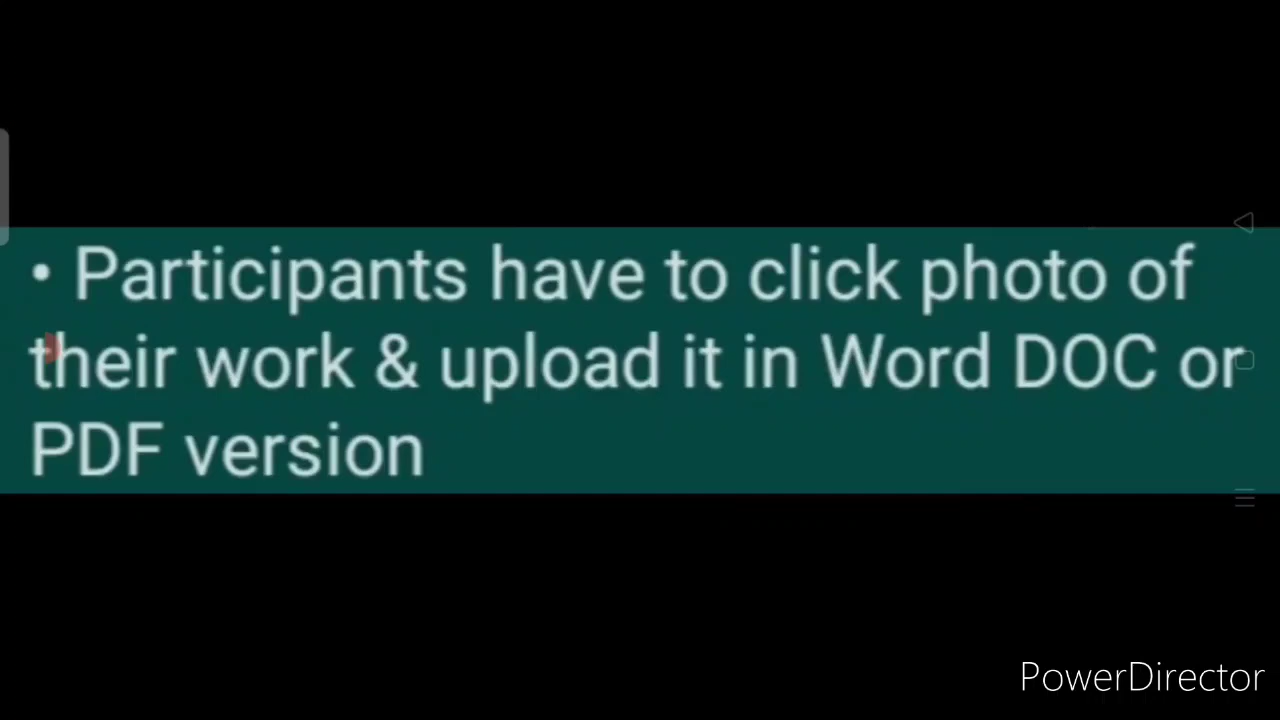 • Participants have to click photo of
their work & upload it in Word DOC or
PDF version
PowerDirector